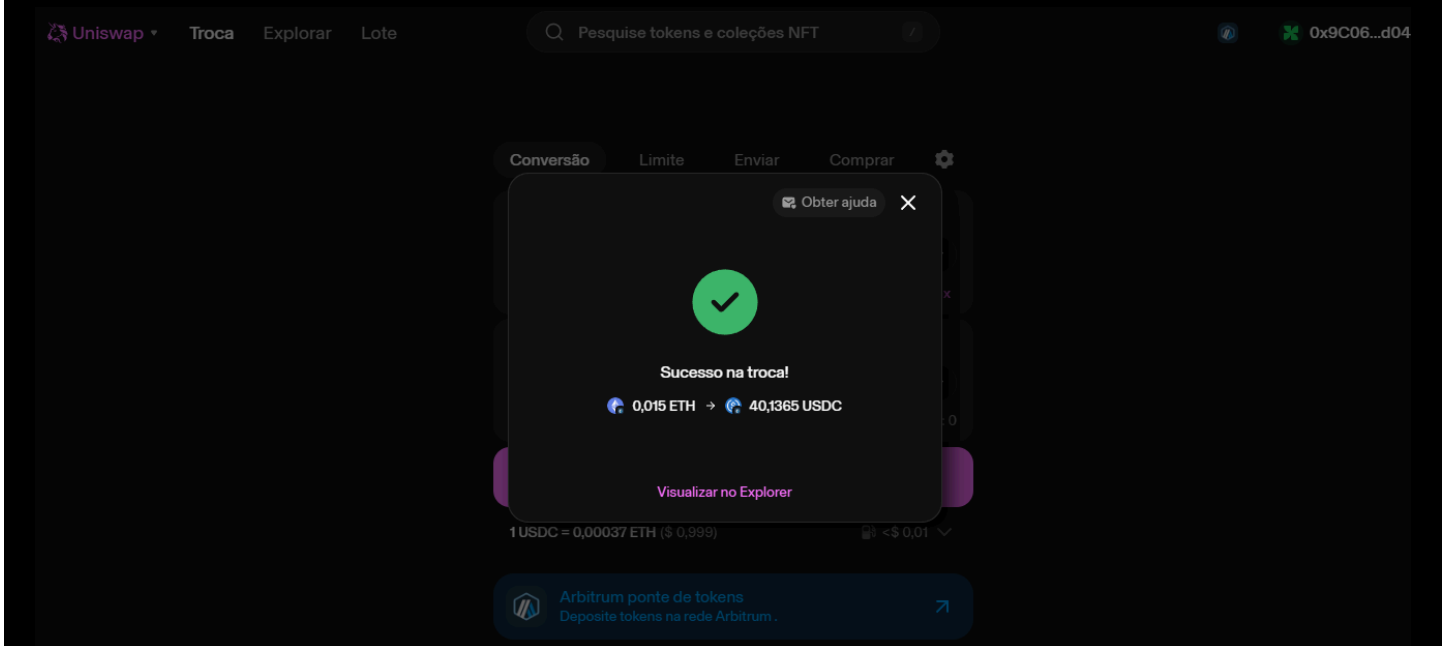 Uniswap Troca Explorar Lote Pesquise tokens e coleções NFT / 0x9C06...d04
Conversão Limite Enviar Comprar
Obter ajuda
x
Sucesso na troca!
0,015 ETH → 40,1365 USDC
: 0
Visualizar no Explorer
1 USDC = 0,00037 ETH ($ 0,999) <$ 0,01
Arbitrum ponte de tokens
Deposite tokens na rede Arbitrum .